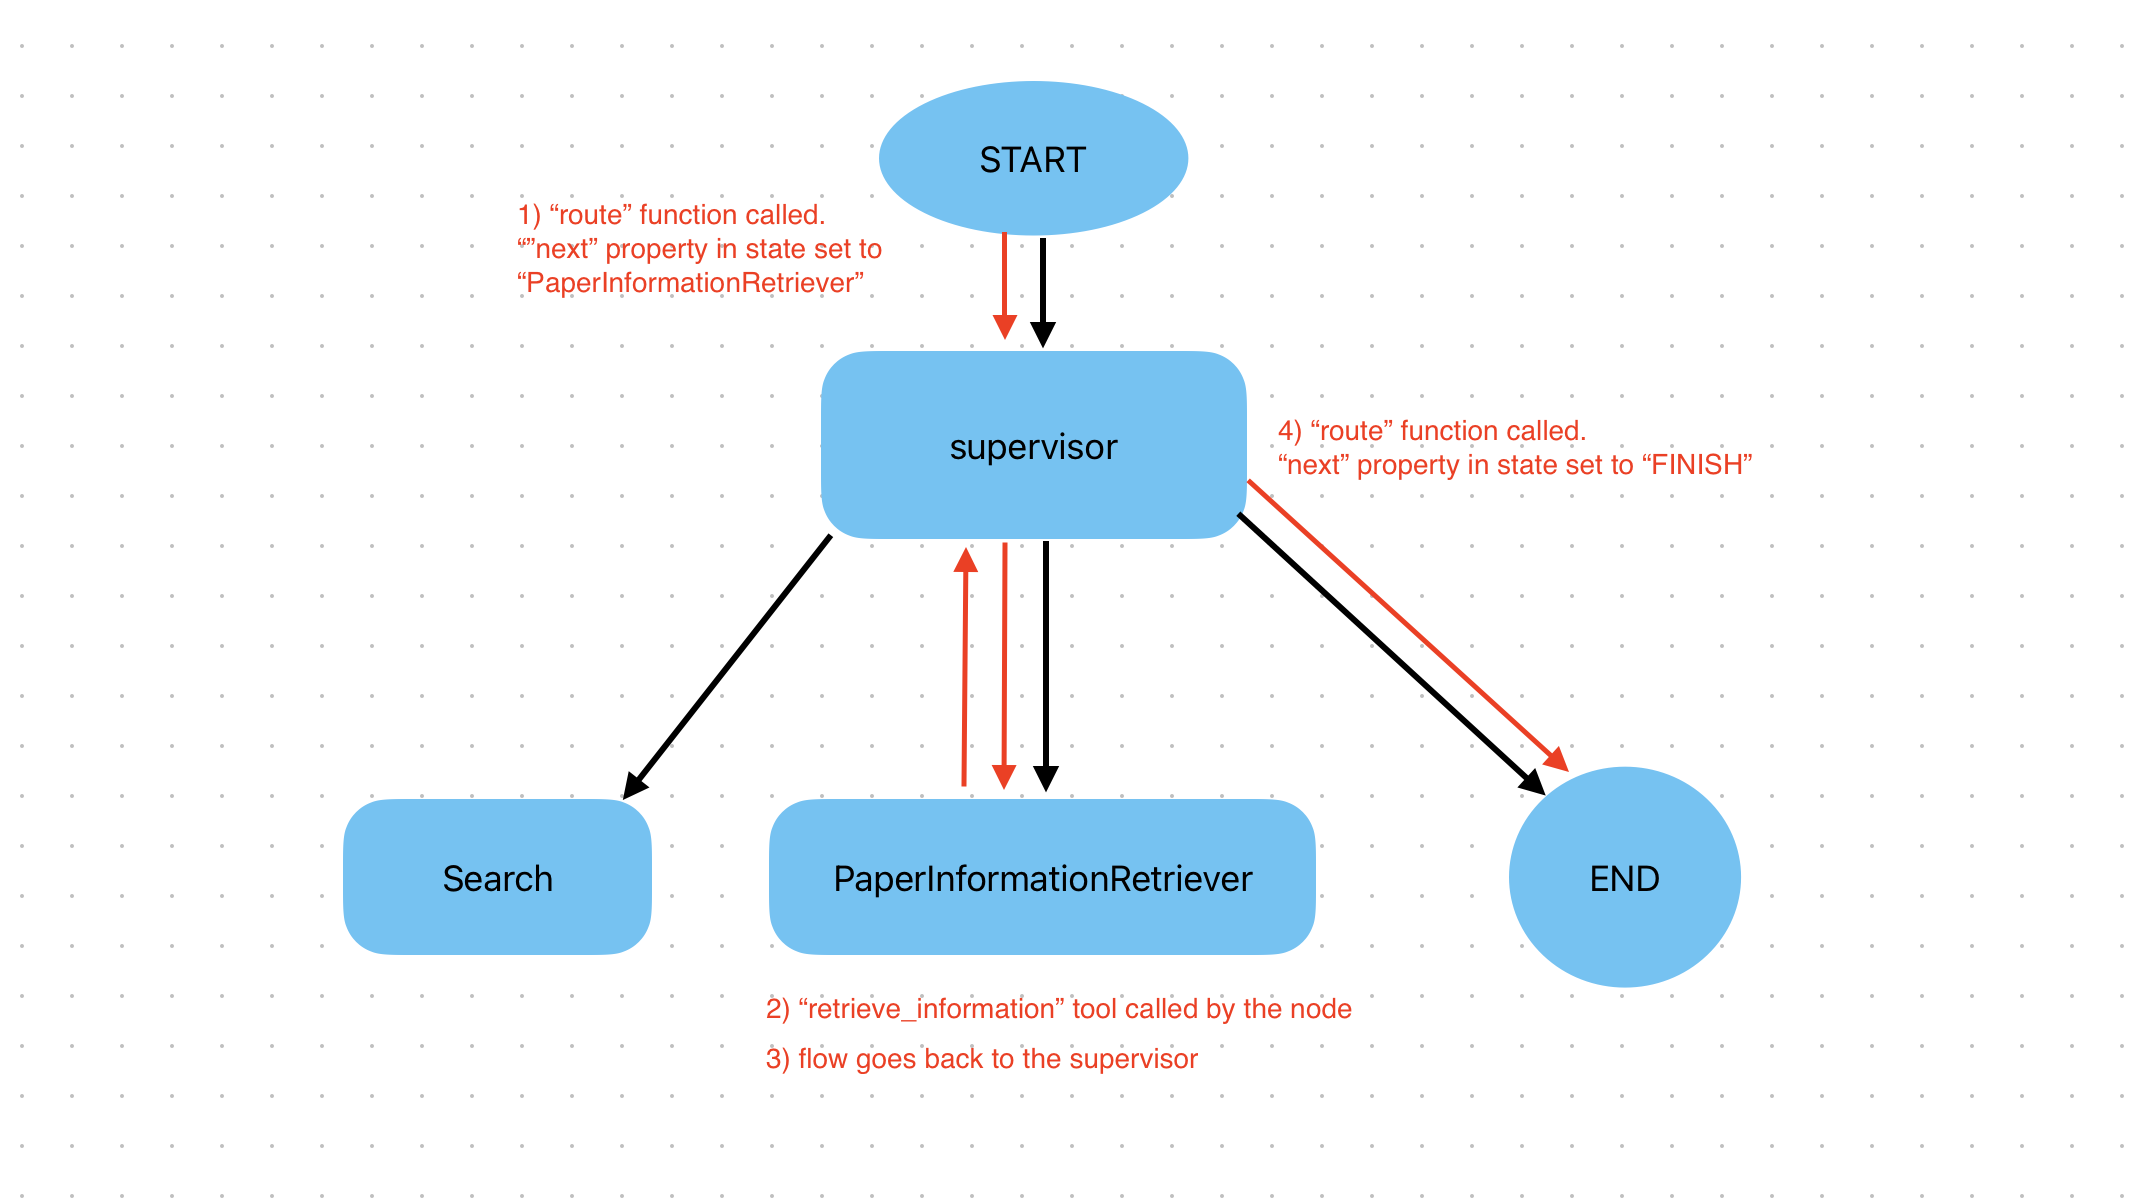 START
1) “route” function called.
“”next” property in state set to
“PaperInformationRetriever”
supervisor
4) “route” function called.
“next” property in state set to “FINISH”
Search
PaperInformationRetriever
END
2) “retrieve_information” tool called by the node
3) flow goes back to the supervisor